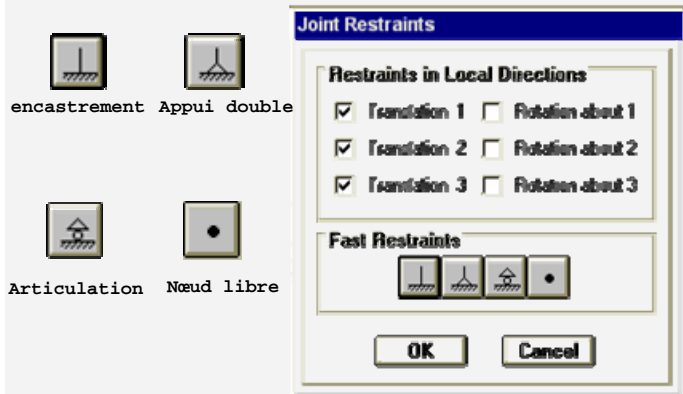 encastrement Appui double
Articulation Nœud libre
Joint Restraints
Restraints in Local Directions
Translation 1 Rotation about 1
Translation 2 Rotation about 2
Translation 3 Rotation about 3
Fast Restraints
OK Cancel